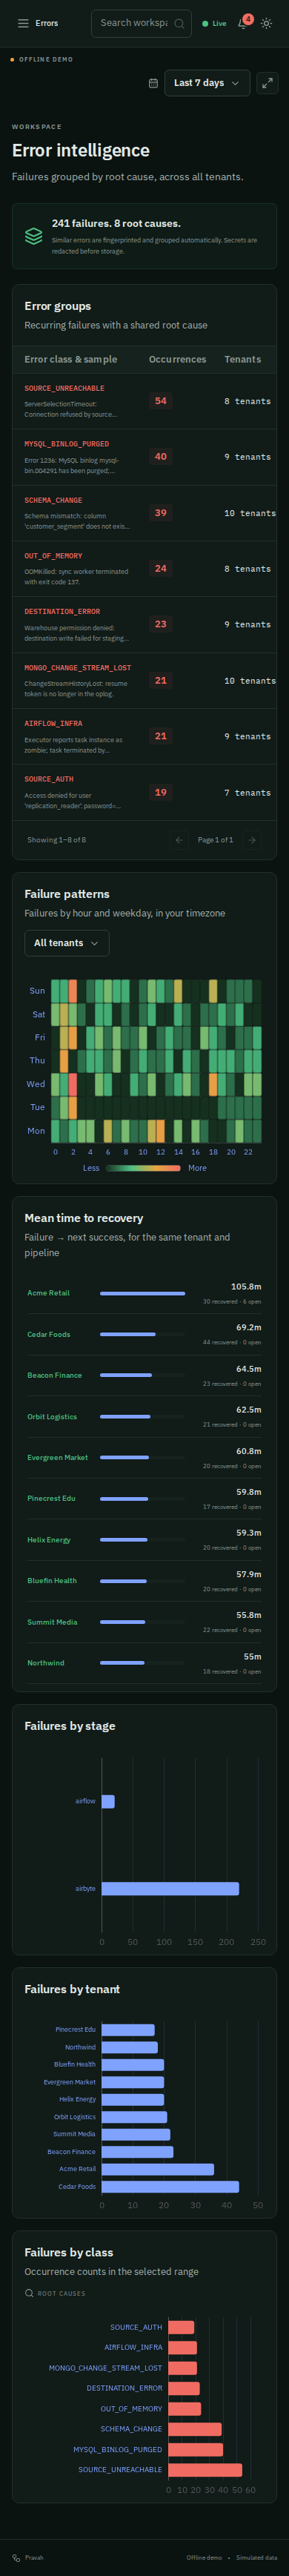 Errors
Search workspa
Live
4
OFFLINE DEMO
Last 7 days
WORKSPACE
Error intelligence
Failures grouped by root cause, across all tenants.
241 failures. 8 root causes.
Similar errors are fingerprinted and grouped automatically. Secrets are
redacted before storage.
Error groups
Recurring failures with a shared root cause
Error class & sample Occurrences Tenants
SOURCE_UNREACHABLE
ServerSelectionTimeout:
Connection refused by source...
54 8 tenants
MYSQL_BINLOG_PURGED
Error 1236: MySQL binlog mysql-
bin.004291 has been purged;...
40 9 tenants
SCHEMA_CHANGE
Schema mismatch: column
'customer_segment' does not exis...
39 10 tenants
OUT_OF_MEMORY
OOMKilled: sync worker terminated
with exit code 137.
24 8 tenants
DESTINATION_ERROR
Warehouse permission denied:
destination write failed for staging...
23 9 tenants
MONGO_CHANGE_STREAM_LOST
ChangeStreamHistoryLost: resume
token is no longer in the oplog.
21 10 tenants
AIRFLOW_INFRA
Executor reports task instance as
zombie; task terminated by...
21 9 tenants
SOURCE_AUTH
Access denied for user
'replication_reader'. password=...
19 7 tenants
Showing 1–8 of 8
Page 1 of 1
Failure patterns
Failures by hour and weekday, in your timezone
All tenants
Sun
Sat
Fri
Thu
Wed
Tue
Mon
0 2 4 6 8 10 12 14 16 18 20 22
Less More
Mean time to recovery
Failure → next success, for the same tenant and
pipeline
Acme Retail 105.8m
30 recovered · 6 open
Cedar Foods 69.2m
44 recovered · 0 open
Beacon Finance 64.5m
23 recovered · 0 open
Orbit Logistics 62.5m
21 recovered · 0 open
Evergreen Market 60.8m
20 recovered · 0 open
Pinecrest Edu 59.8m
17 recovered · 0 open
Helix Energy 59.3m
20 recovered · 0 open
Bluefin Health 57.9m
20 recovered · 0 open
Summit Media 55.8m
22 recovered · 0 open
Northwind 55m
18 recovered · 0 open
Failures by stage
airflow
airbyte
0 50 100 150 200 250
Failures by tenant
Pinecrest Edu
Northwind
Bluefin Health
Evergreen Market
Helix Energy
Orbit Logistics
Summit Media
Beacon Finance
Acme Retail
Cedar Foods
0 10 20 30 40 50
Failures by class
Occurrence counts in the selected range
ROOT CAUSES
SOURCE_AUTH
AIRFLOW_INFRA
MONGO_CHANGE_STREAM_LOST
DESTINATION_ERROR
OUT_OF_MEMORY
SCHEMA_CHANGE
MYSQL_BINLOG_PURGED
SOURCE_UNREACHABLE
0 10 20 30 40 50 60
Pravah
Offline demo • Simulated data